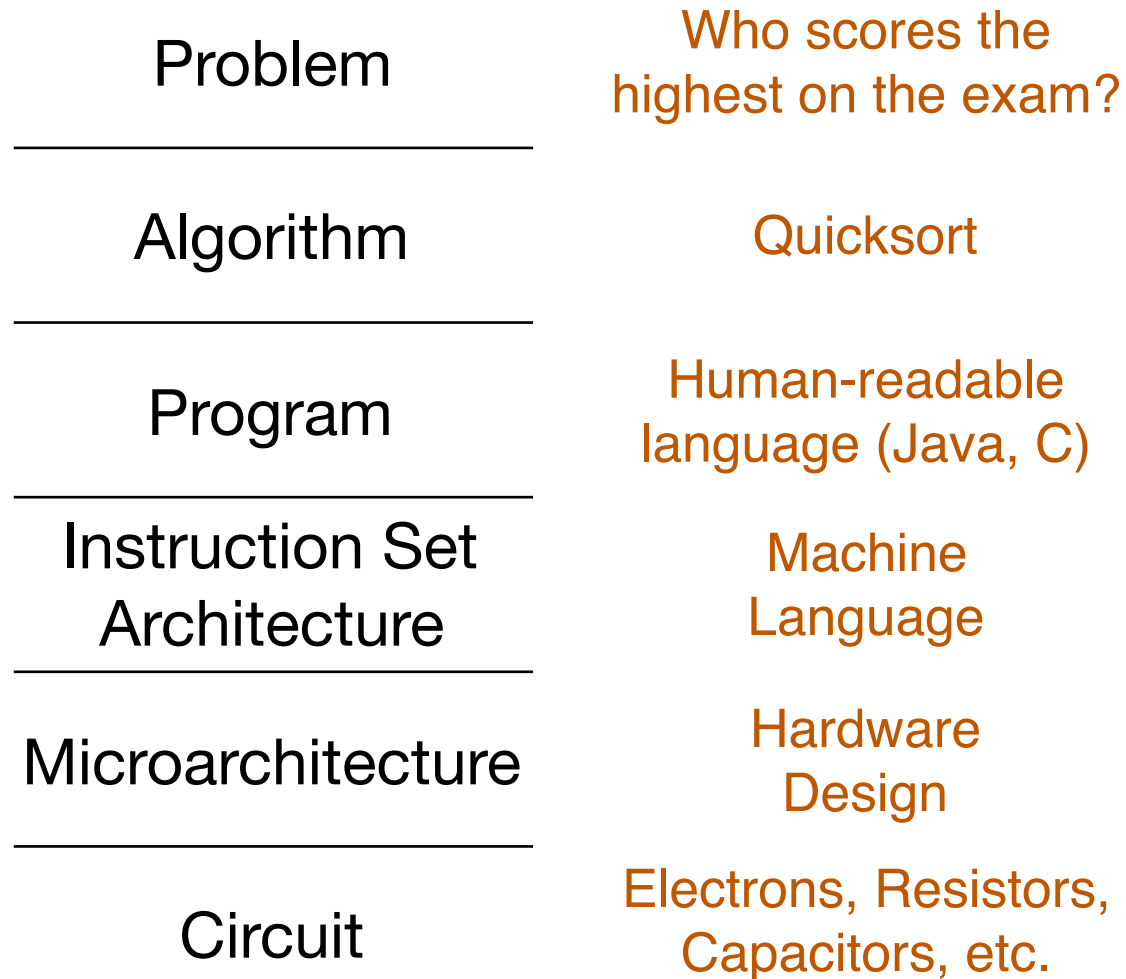 Problem
Who scores the
highest on the exam?
Algorithm
Quicksort
Program
Human-readable
language (Java, C)
Instruction Set
Architecture
Machine
Language
Microarchitecture
Hardware
Design
Circuit
Electrons, Resistors,
Capacitors, etc.